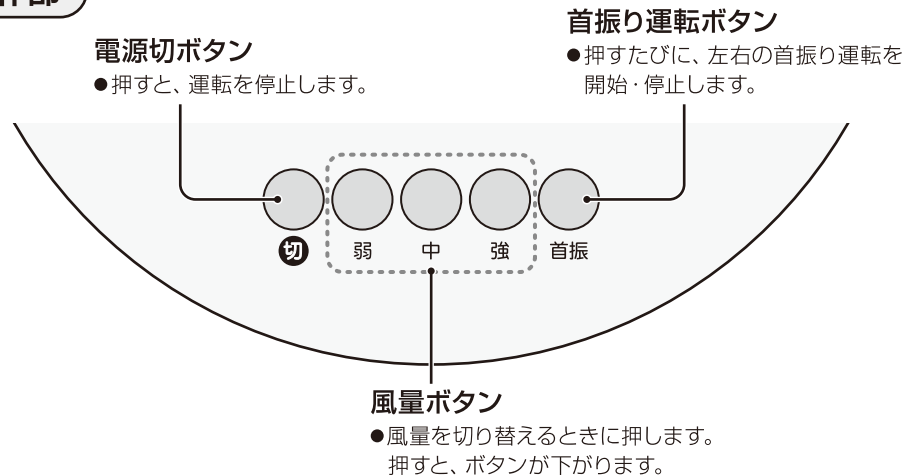 電源切ボタン
●押すと、運転を停止します。
首振り運転ボタン
●押すたびに、左右の首振り運転を
開始・停止します。
切 弱 中 強 首振
風量ボタン
●風量を切り替えるときに押します。
押すと、ボタンが下がります。